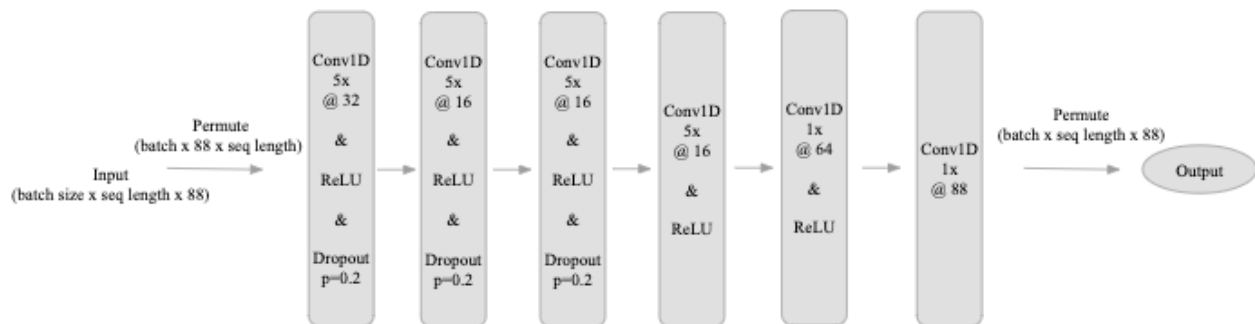 Input
(batch size x seq length x 88)
Permute
(batch x 88 x seq length)
Conv1D
5x
@ 32
&
ReLU
&
Dropout
p=0.2
Conv1D
5x
@ 16
&
ReLU
&
Dropout
p=0.2
Conv1D
5x
@ 16
&
ReLU
&
Dropout
p=0.2
Conv1D
5x
@ 16
&
ReLU
Conv1D
1x
@ 64
&
ReLU
Conv1D
1x
@ 88
Permute
(batch x seq length x 88)
Output